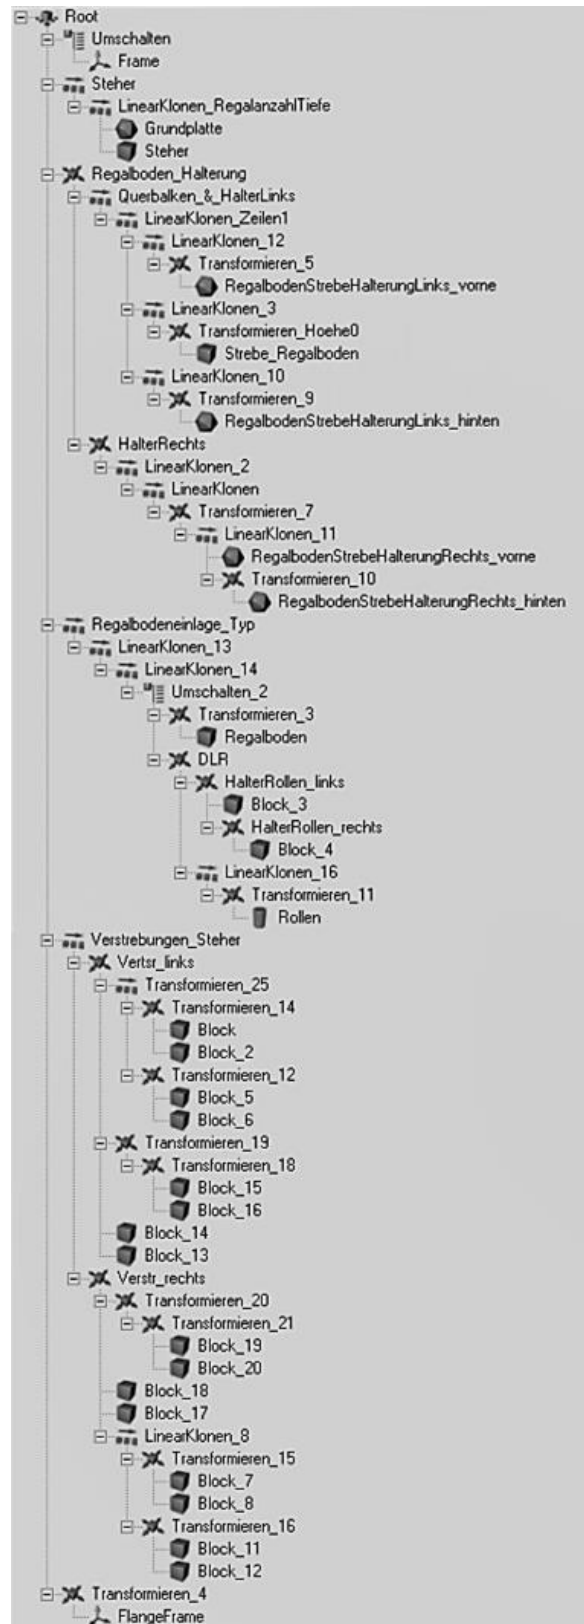 Root
Umschalten
Frame
Steher
LinearKlonen_RegalanzahlTiefe
Grundplatte
Steher
Regalboden_Halterung
Querbalken_&_HalterLinks
LinearKlonen_Zeilen1
LinearKlonen_12
Transformieren_5
RegalbodenStrebeHalterungLinks_vorne
LinearKlonen_3
Transformieren_Hoehe0
Strebe_Regalboden
LinearKlonen_10
Transformieren_9
RegalbodenStrebeHalterungLinks_hinten
HalterRechts
LinearKlonen_2
LinearKlonen
Transformieren_7
LinearKlonen_11
RegalbodenStrebeHalterungRechts_vorne
Transformieren_10
RegalbodenStrebeHalterungRechts_hinten
Regalbodeneinlage_Typ
LinearKlonen_13
LinearKlonen_14
Umschalten_2
Transformieren_3
Regalboden
DLR
HalterRollen_links
Block_3
HalterRollen_rechts
Block_4
LinearKlonen_16
Transformieren_11
Rollen
Verstrebungen_Steher
Vertsr_links
Transformieren_25
Transformieren_14
Block
Block_2
Transformieren_12
Block_5
Block_6
Transformieren_19
Transformieren_18
Block_15
Block_16
Block_14
Block_13
Verstr_rechts
Transformieren_20
Transformieren_21
Block_19
Block_20
Block_18
Block_17
LinearKlonen_8
Transformieren_15
Block_7
Block_8
Transformieren_16
Block_11
Block_12
Transformieren_4
FlangeFrame